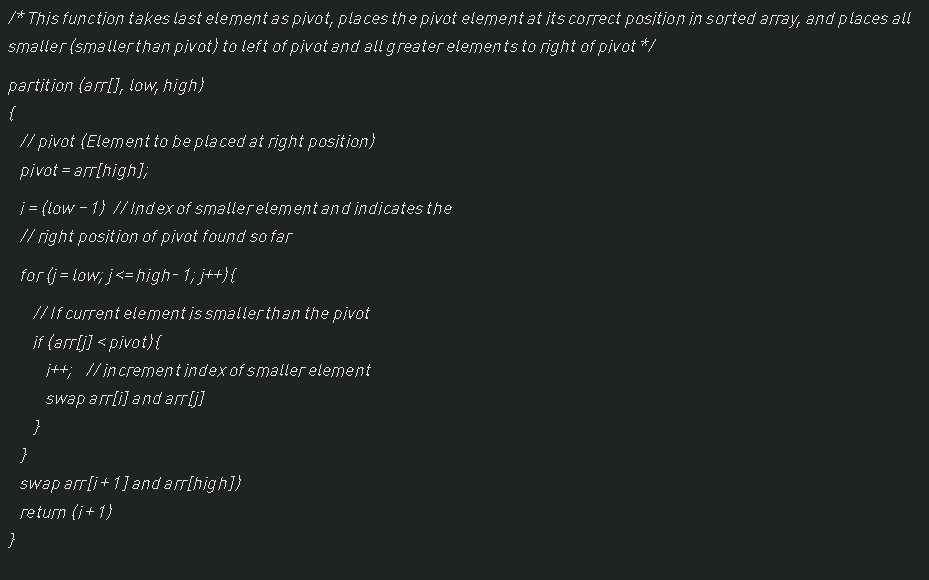 /* This function takes last element as pivot, places the pivot element at its correct position in sorted array, and places all
smaller (smaller than pivot) to left of pivot and all greater elements to right of pivot */
partition (arr[], low, high)
{
// pivot (Element to be placed at right position)
pivot = arr[high];
i = (low – 1) // Index of smaller element and indicates the
// right position of pivot found so far
for (j = low; j <= high- 1; j++){
// If current element is smaller than the pivot
if (arr[j] < pivot){
i++; // increment index of smaller element
swap arr[i] and arr[j]
}
}
swap arr[i + 1] and arr[high])
return (i + 1)
}